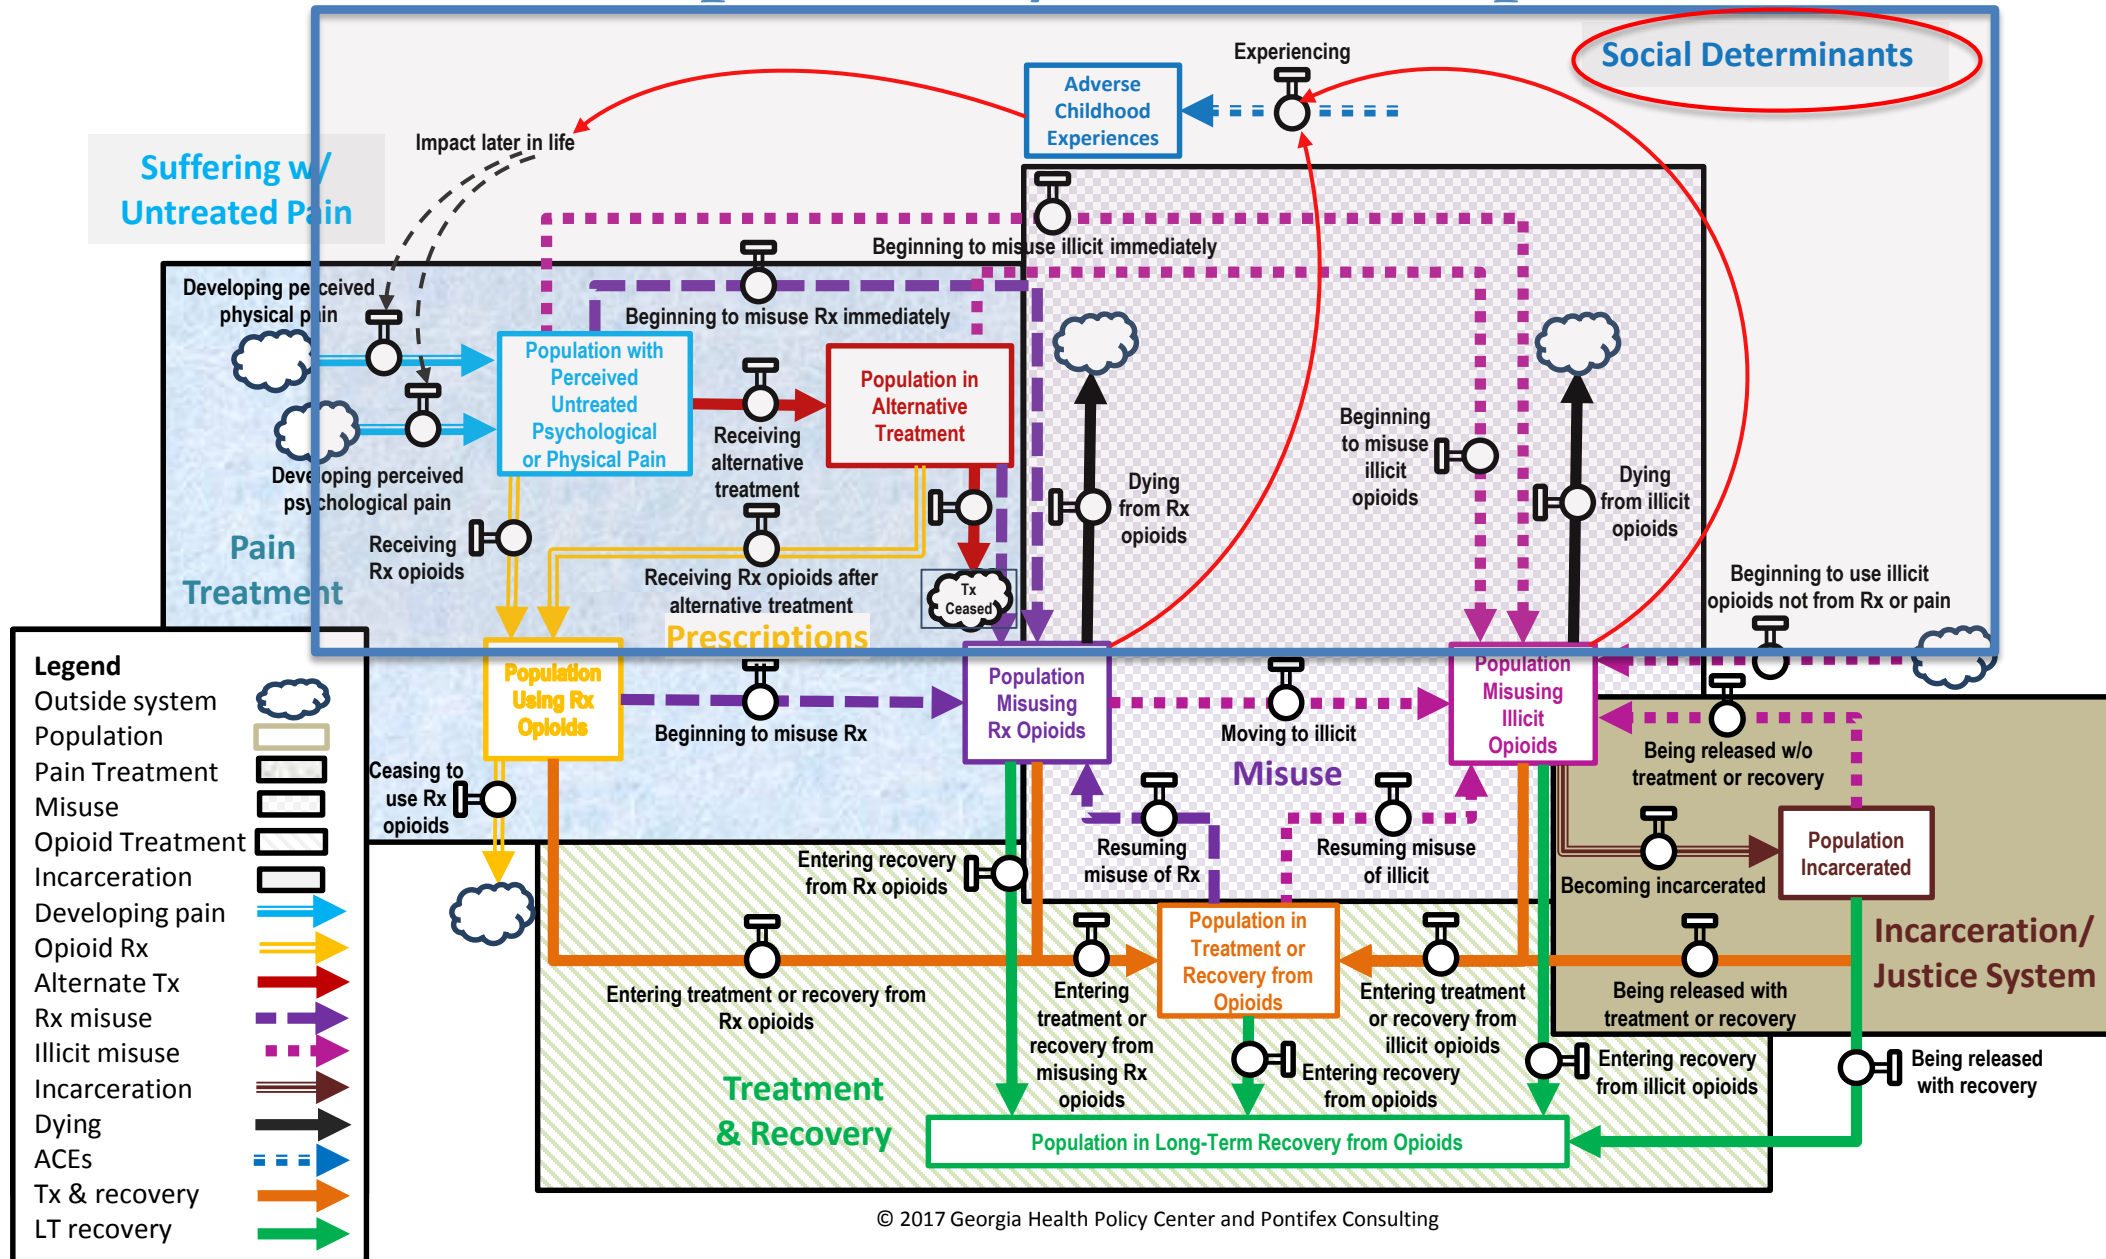 Social Determinants
Experiencing
Adverse
Childhood
Experiences
Impact later in life
Suffering w/
Untreated Pain
Beginning to misuse illicit immediately
Developing perceived
physical pain
Beginning to misuse Rx immediately
Population with
Perceived
Untreated
Psychological
or Physical Pain
Population in
Alternative
Treatment
Receiving
alternative
treatment
Beginning
to misuse
illicit
opioids
Developing perceived
psychological pain
Dying
from Rx
opioids
Dying
from illicit
opioids
Pain
Treatment
Receiving
Rx opioids
Receiving Rx opioids after
alternative treatment
Tx
Ceased
Prescriptions
Beginning to use illicit
opioids not from Rx or pain
Population
Using Rx
Opioids
Beginning to misuse Rx
Population
Misusing
Rx Opioids
Moving to illicit
Misuse
Population
Misusing
Illicit
Opioids
Being released w/o
treatment or recovery
Ceasing to
use Rx
opioids
Resuming
misuse of Rx
Resuming misuse
of illicit
Population
Incarcerated
Becoming incarcerated
Entering recovery
from Rx opioids
Incarceration/
Justice System
Population in
Treatment or
Recovery from
Opioids
Entering treatment or recovery from
Rx opioids
Entering
treatment or
recovery from
misusing Rx
opioids
Entering treatment
or recovery from
illicit opioids
Being released with
treatment or recovery
Entering recovery
from opioids
Entering recovery
from illicit opioids
Being released
with recovery
Treatment
& Recovery
Population in Long-Term Recovery from Opioids
Legend
Outside system
Population
Pain Treatment
Misuse
Opioid Treatment
Incarceration
Developing pain
Opioid Rx
Alternate Tx
Rx misuse
Illicit misuse
Incarceration
Dying
ACEs
Tx & recovery
LT recovery
© 2017 Georgia Health Policy Center and Pontifex Consulting